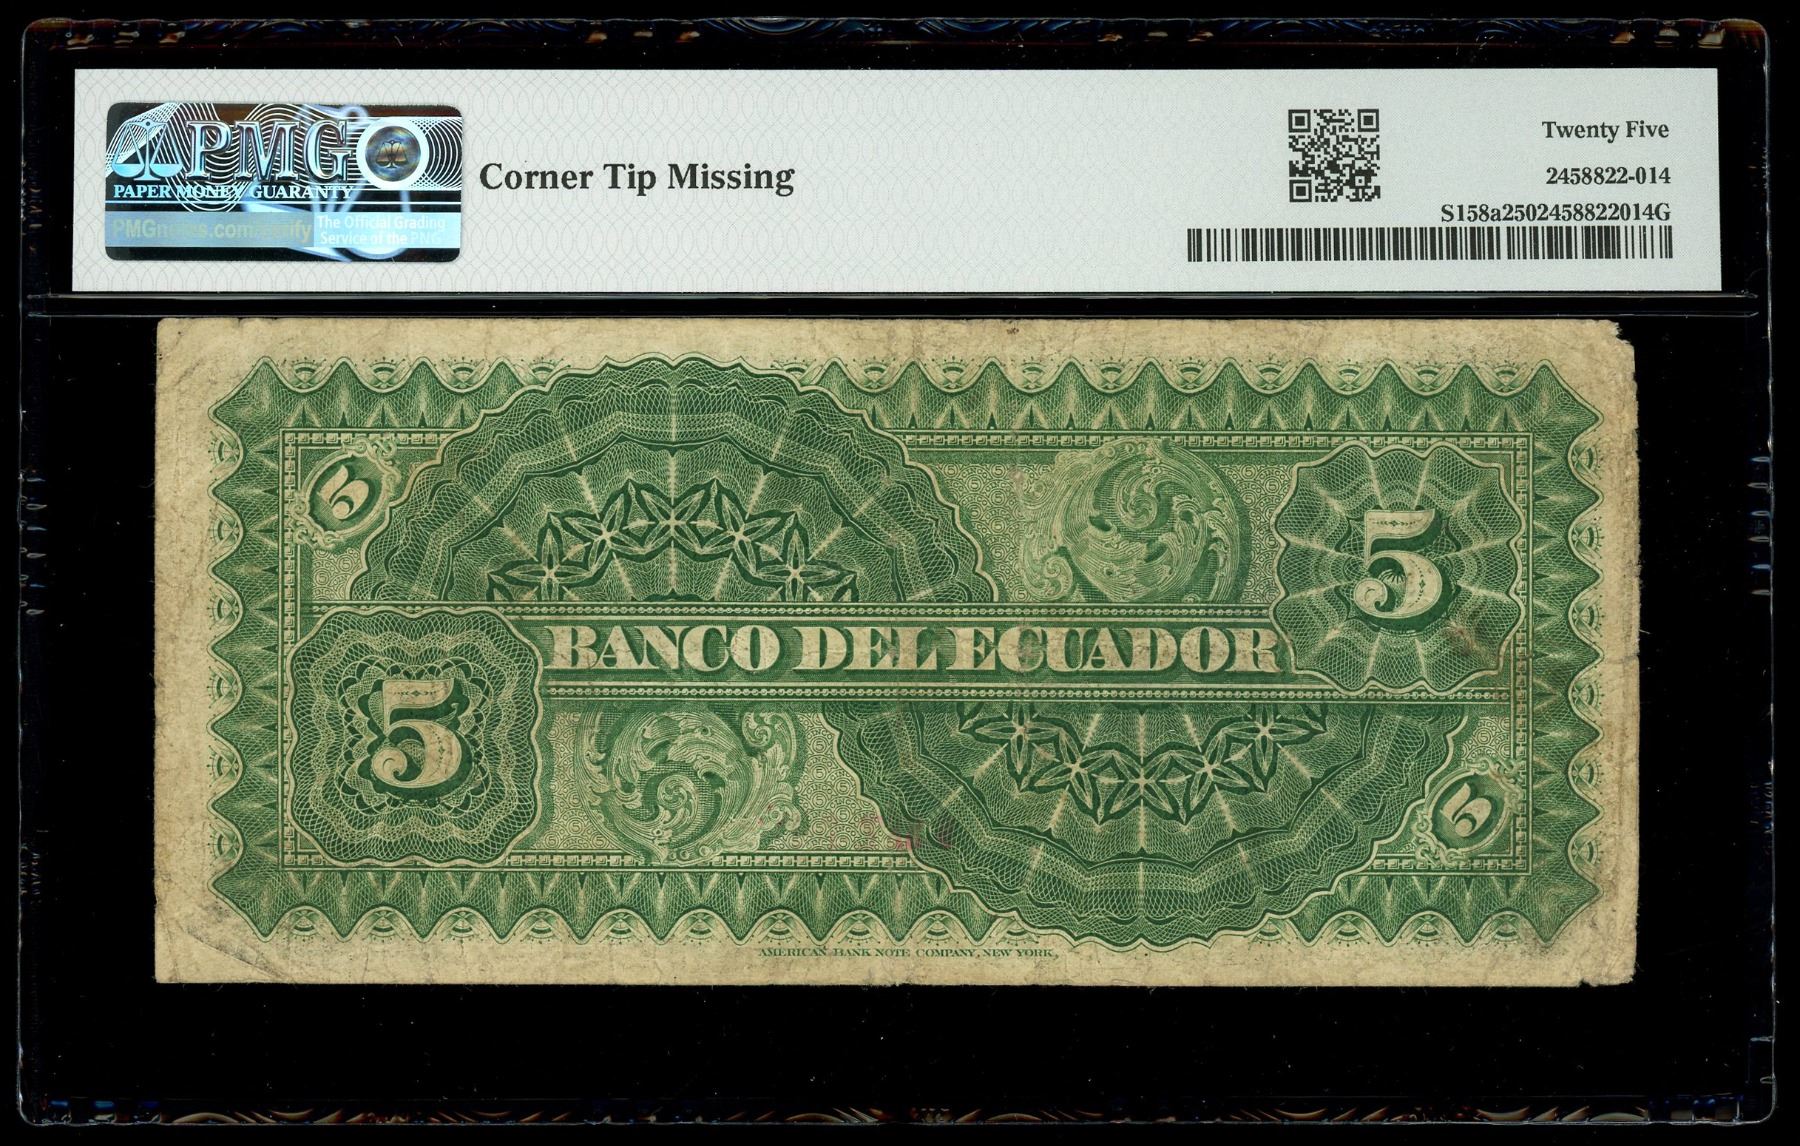 PMG
PAPER MONEY GUARANTY
PMGnotes.com/verify
The Official Grading
Service of the PNG
Corner Tip Missing
Twenty Five
2458822-014
S158a2502458822014G
5
5
BANCO DEL ECUADOR
5
5
AMERICAN BANK NOTE COMPANY, NEW YORK.